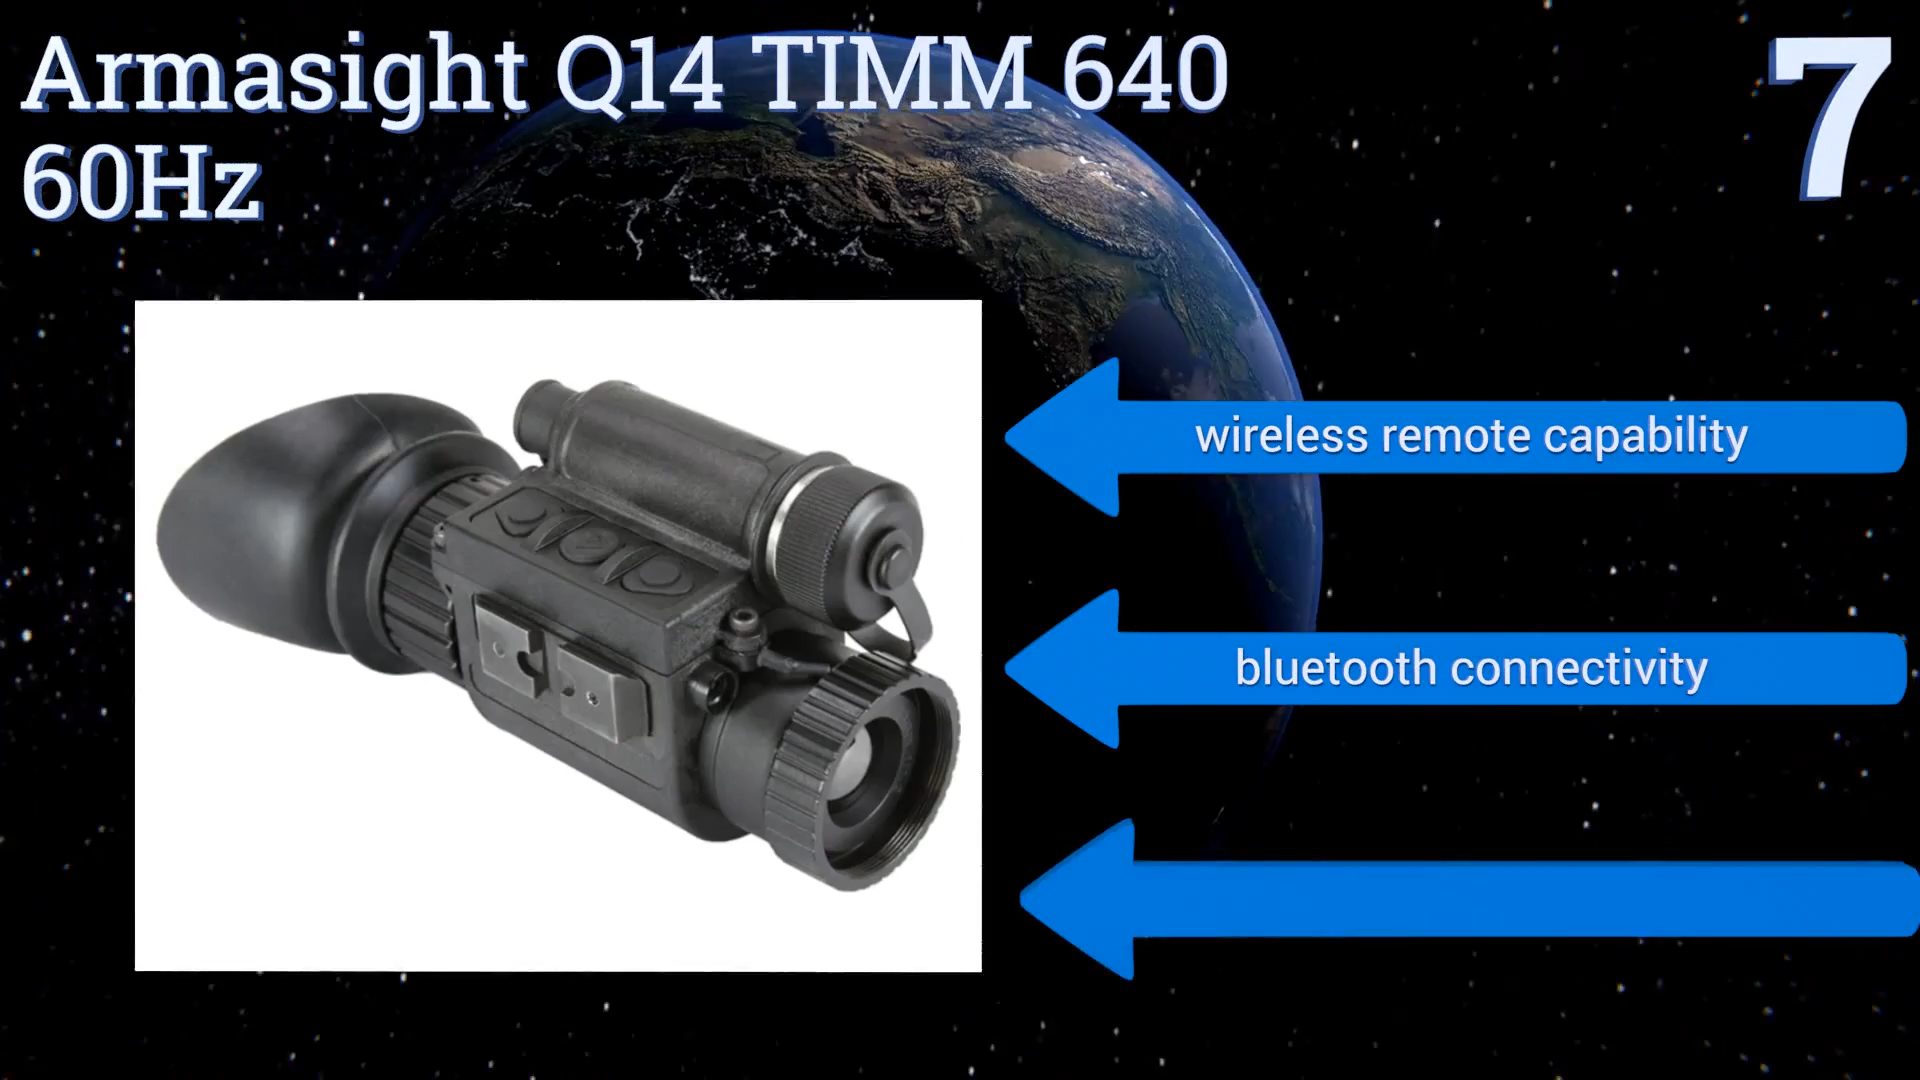 Armasight Q14 TIMM 640
60Hz
7
wireless remote capability
bluetooth connectivity